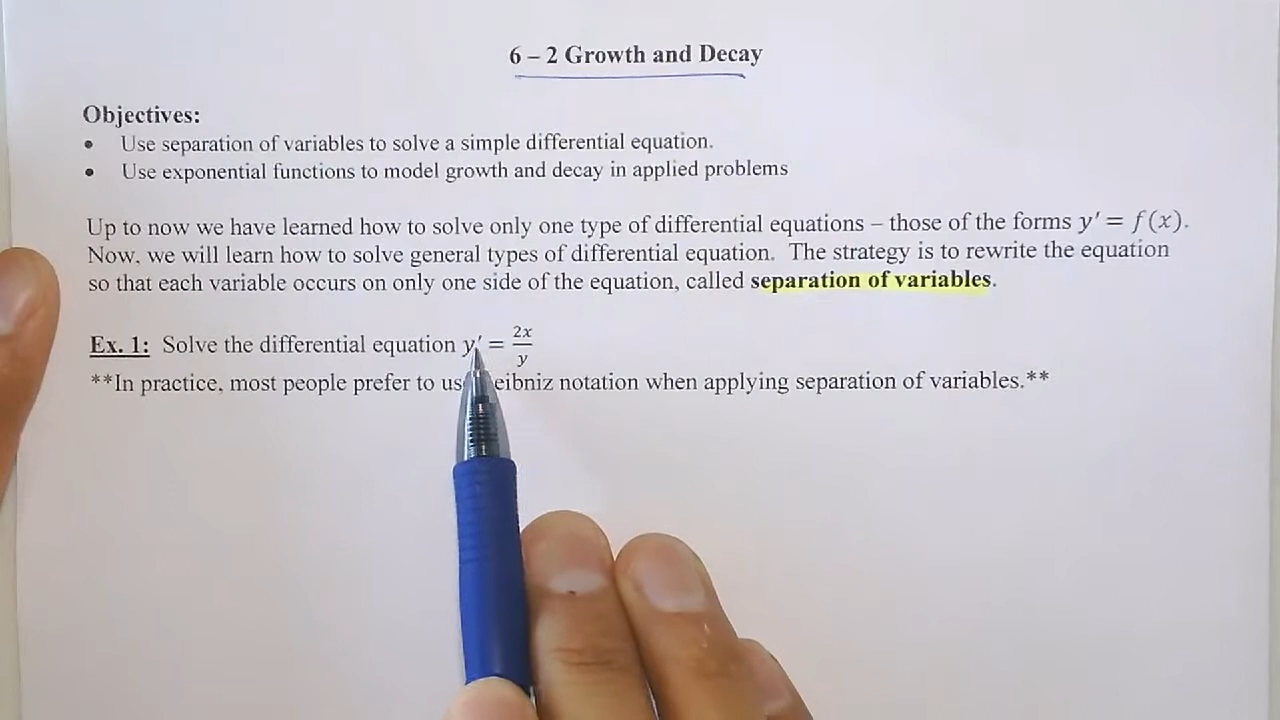 6 – 2 Growth and Decay
Objectives:
• Use separation of variables to solve a simple differential equation.
• Use exponential functions to model growth and decay in applied problems
Up to now we have learned how to solve only one type of differential equations – those of the forms y′ = f(x).
Now, we will learn how to solve general types of differential equation. The strategy is to rewrite the equation
so that each variable occurs on only one side of the equation, called separation of variables.
Ex. 1: Solve the differential equation y′ = 2x/y
**In practice, most people prefer to us eibniz notation when applying separation of variables.**